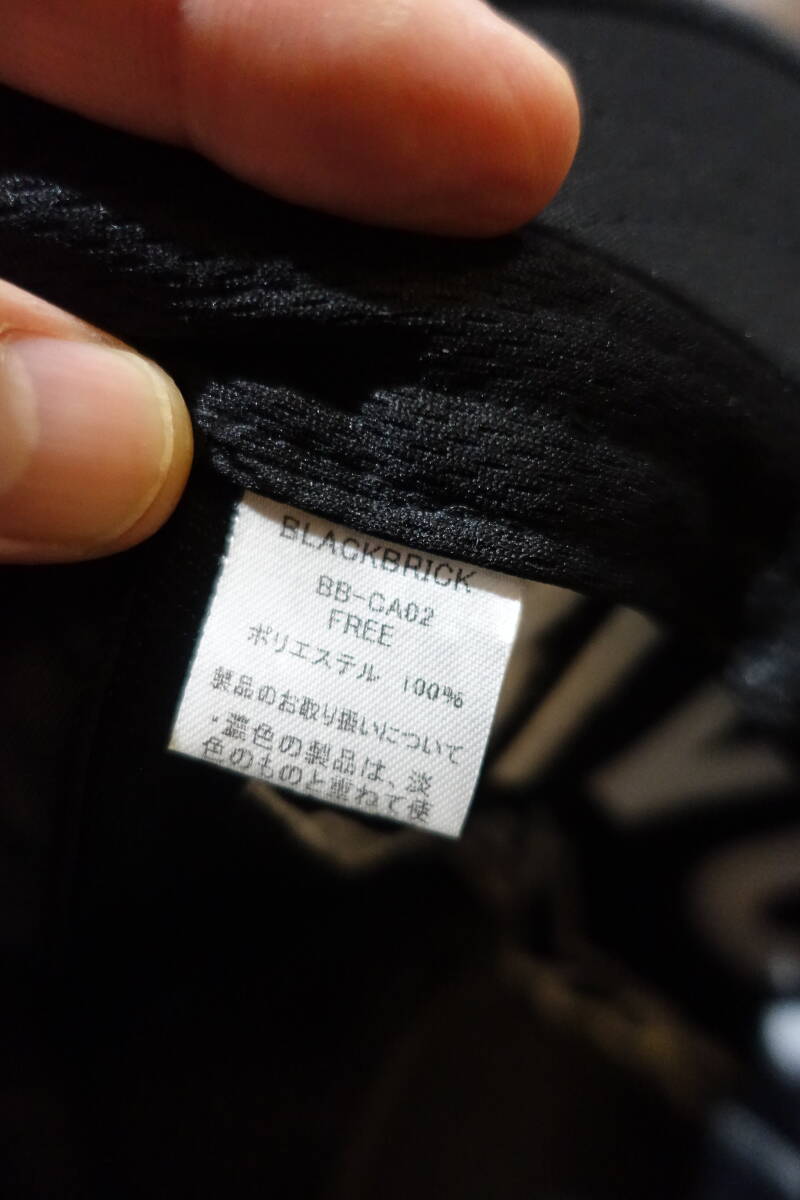 BLACKBRICK
BB-CA02
FREE
ポリエステル 100%
製品のお取り扱いについて
・濃色の製品は、淡
色のものと重ねて使